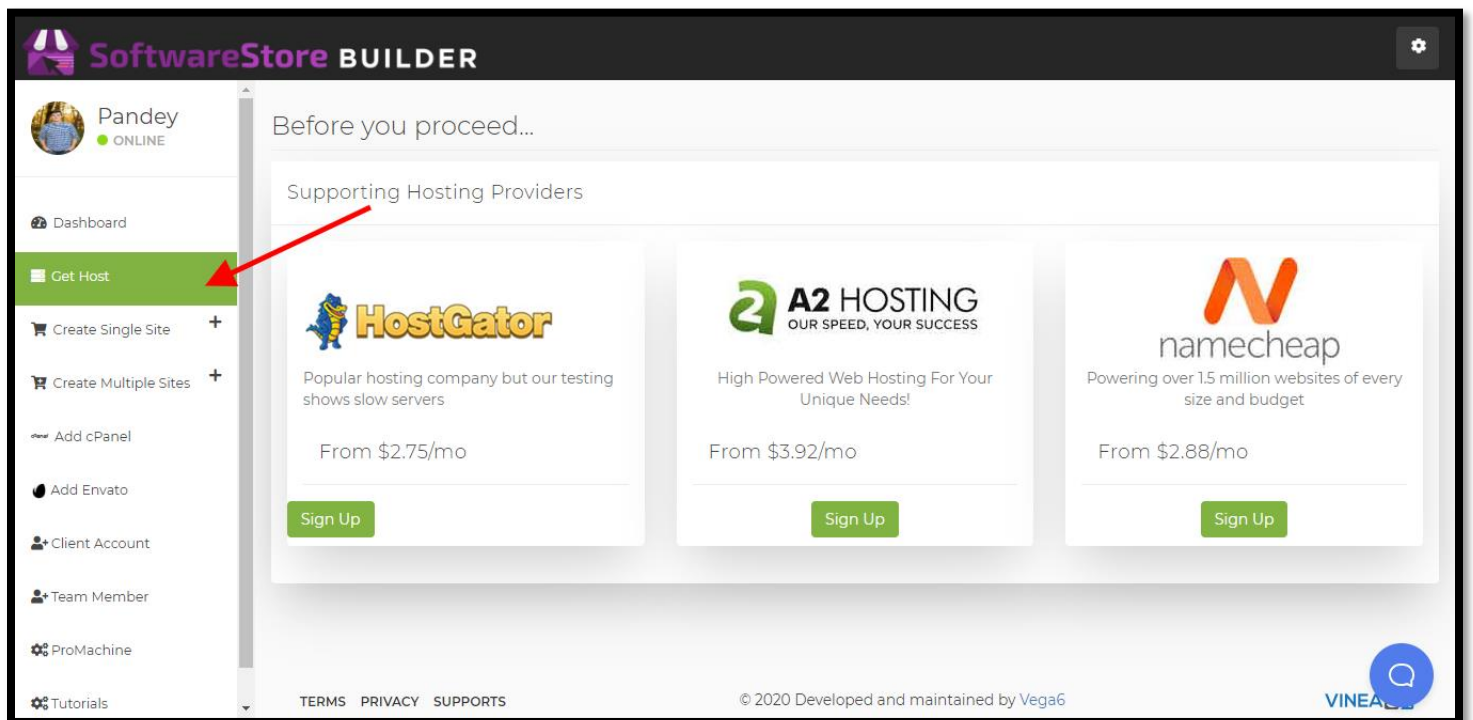 SoftwareStore BUILDER
Pandey
ONLINE
Dashboard
Get Host
Create Single Site +
Create Multiple Sites +
cPanel Add cPanel
Add Envato
Client Account
Team Member
ProMachine
Tutorials
Before you proceed...
Supporting Hosting Providers
HostGator
Popular hosting company but our testing
shows slow servers
From $2.75/mo
Sign Up
a A2 HOSTING
OUR SPEED, YOUR SUCCESS
High Powered Web Hosting For Your
Unique Needs!
From $3.92/mo
Sign Up
namecheap
Powering over 1.5 million websites of every
size and budget
From $2.88/mo
Sign Up
TERMS PRIVACY SUPPORTS
© 2020 Developed and maintained by Vega6